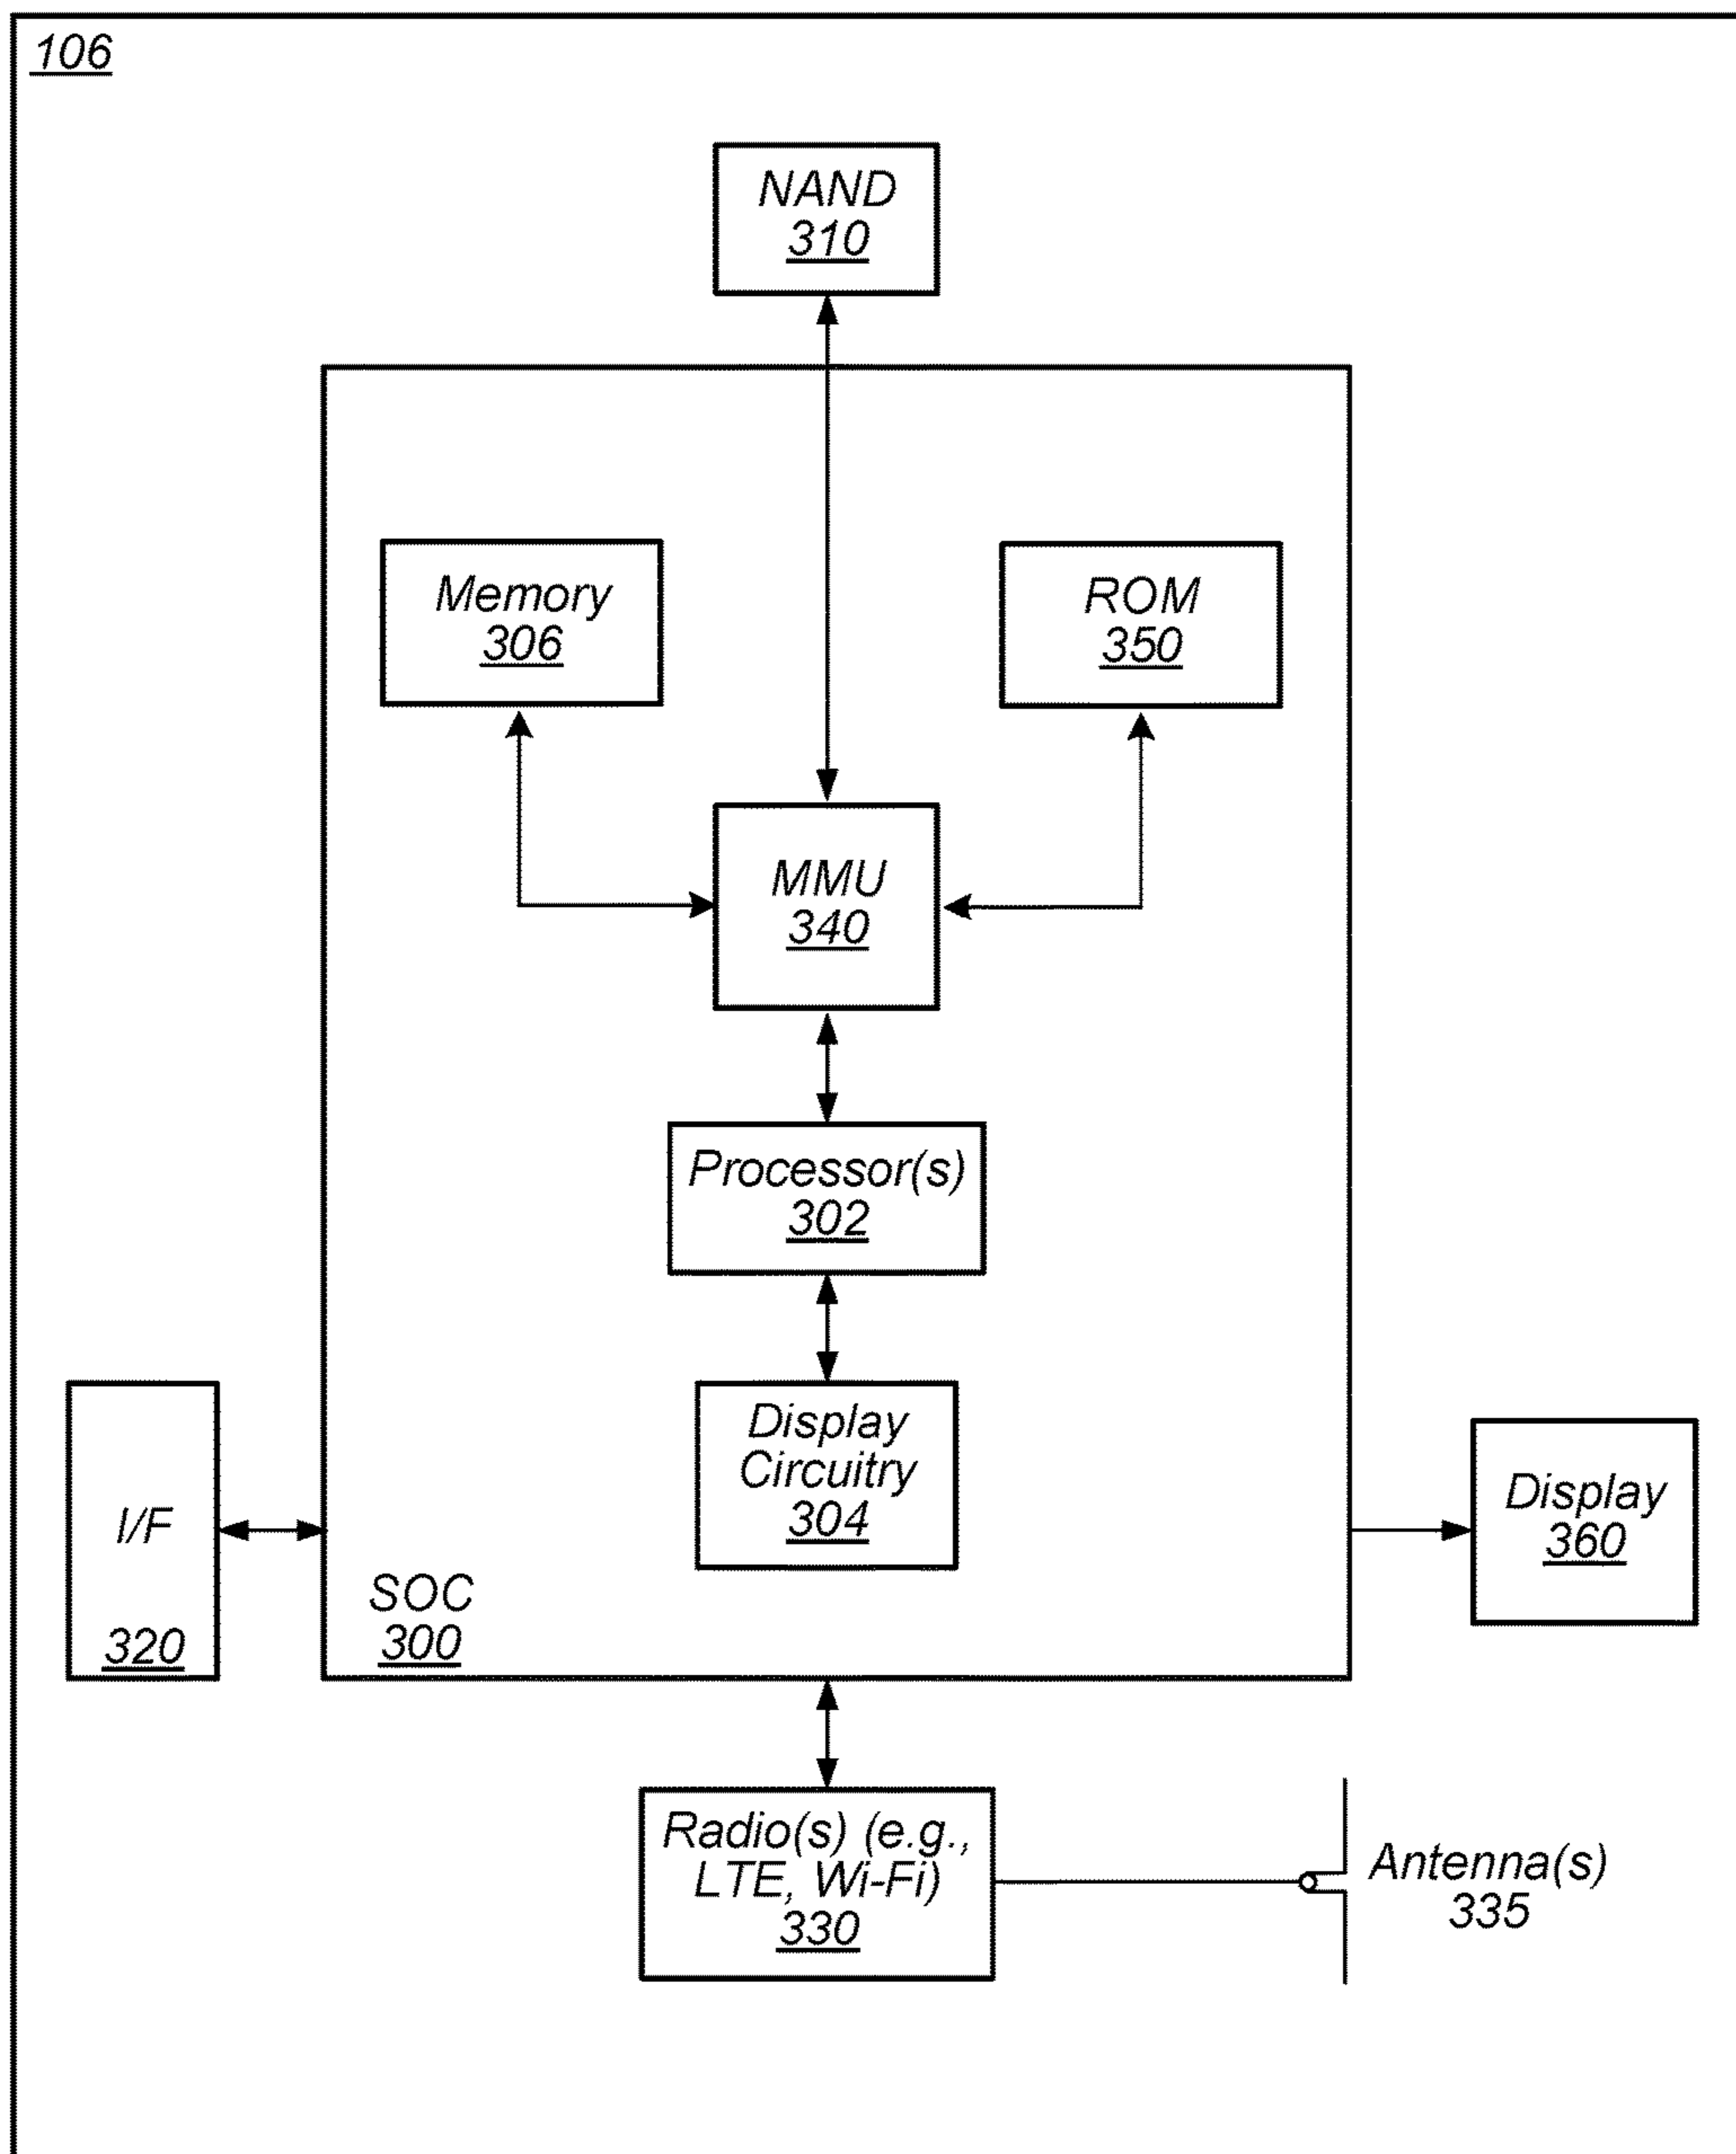 106
NAND
310
Memory
306
ROM
350
MMU
340
Processor(s)
302
Display
Circuitry
304
I/F
320
SOC
300
Display
360
Radio(s) (e.g.,
LTE, Wi-Fi)
330
Antenna(s)
335